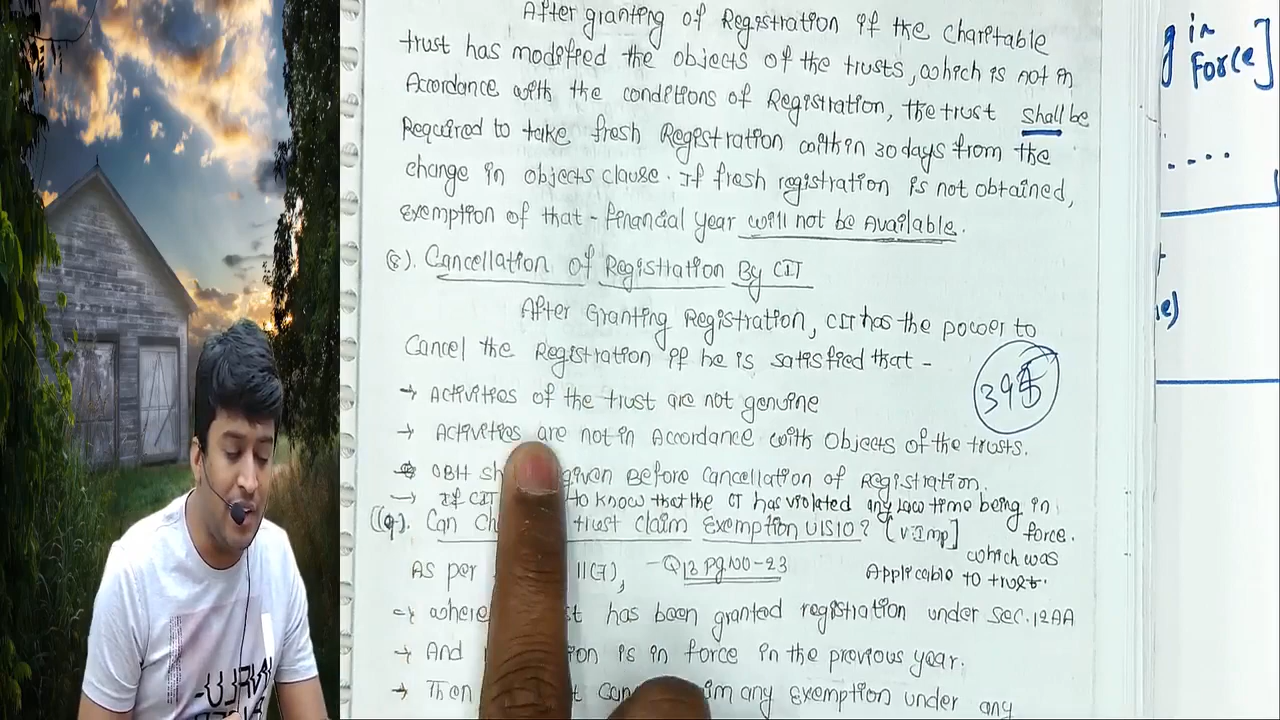 After granting of Registration if the charitable
trust has modified the objects of the trusts, which is not in
Accordance with the conditions of Registration, the trust shall be
Required to take fresh Registration within 30 days from the
change in objects clause. If fresh registration is not obtained,
exemption of that - financial year will not be Available.
(8). Cancellation of Registration By CIT
After Granting Registration, CIT has the power to
Cancel the Registration if he is satisfied that -
→ Activities of the trust are not genuine
395
→ Activities are not in Accordance with Objects of the trusts.
→ OBH given Before Cancellation of Registration.
→ If CIT to know that the CT has violated any Law time being in
force.
which was
Applicable to trust.
(9). Can trust claim Exemption U/S 10? [V.Imp]
As per 11(7), - Q12 Pg NO - 23
→ where has been granted registration under Sec. 12AA
→ And is in force in the previous year.
→ Then any exemption under any
in
Force]
....